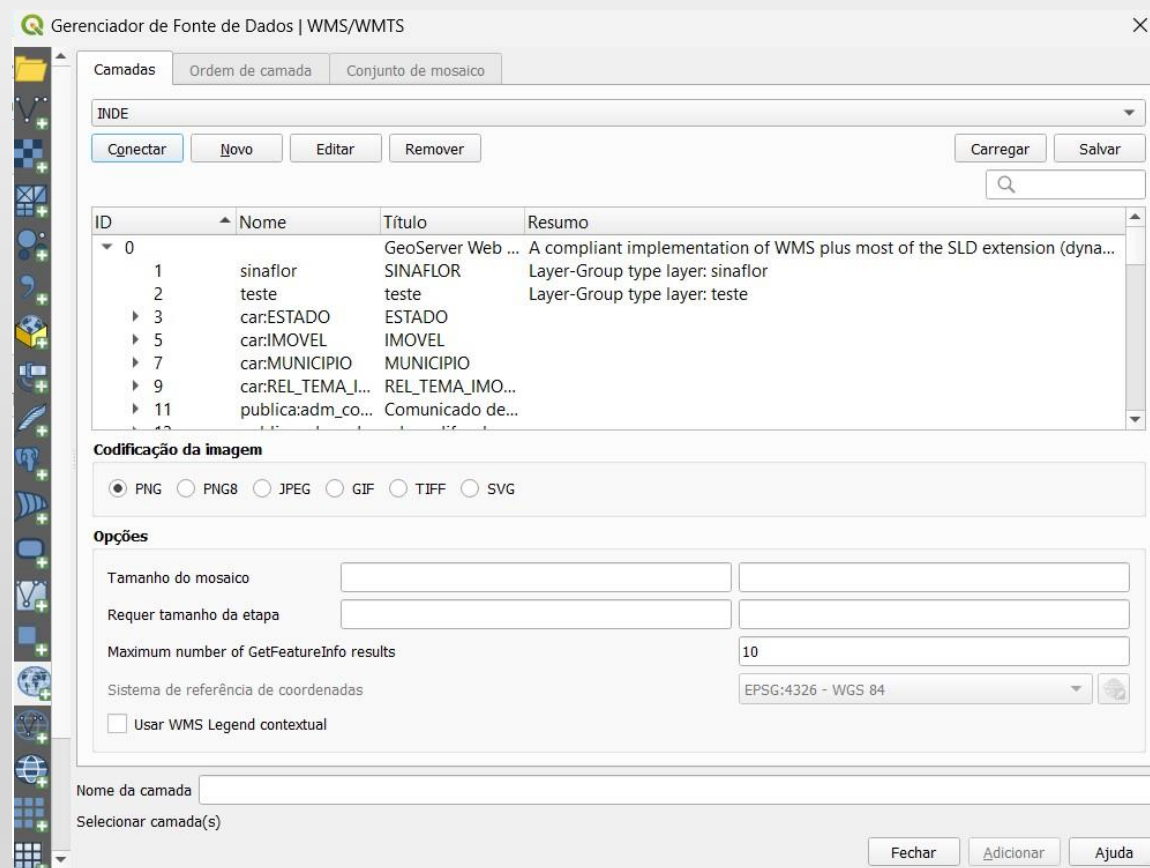 Gerenciador de Fonte de Dados | WMS/WMTS
Camadas
Ordem de camada
Conjunto de mosaico
INDE
Conectar
Novo
Editar
Remover
Carregar
Salvar
ID Nome Título Resumo
0 GeoServer Web ... A compliant implementation of WMS plus most of the SLD extension (dyna...
1 sinaflor SINAFLOR Layer-Group type layer: sinaflor
2 teste teste Layer-Group type layer: teste
3 car:ESTADO ESTADO
5 car:IMOVEL IMOVEL
7 car:MUNICIPIO MUNICIPIO
9 car:REL_TEMA_I... REL_TEMA_IMO...
11 publica:adm_co... Comunicado de...
Codificação da imagem
PNG PNG8 JPEG GIF TIFF SVG
Opções
Tamanho do mosaico
Requer tamanho da etapa
Maximum number of GetFeatureInfo results 10
Sistema de referência de coordenadas EPSG:4326 - WGS 84
Usar WMS Legend contextual
Nome da camada
Selecionar camada(s)
Fechar
Adicionar
Ajuda